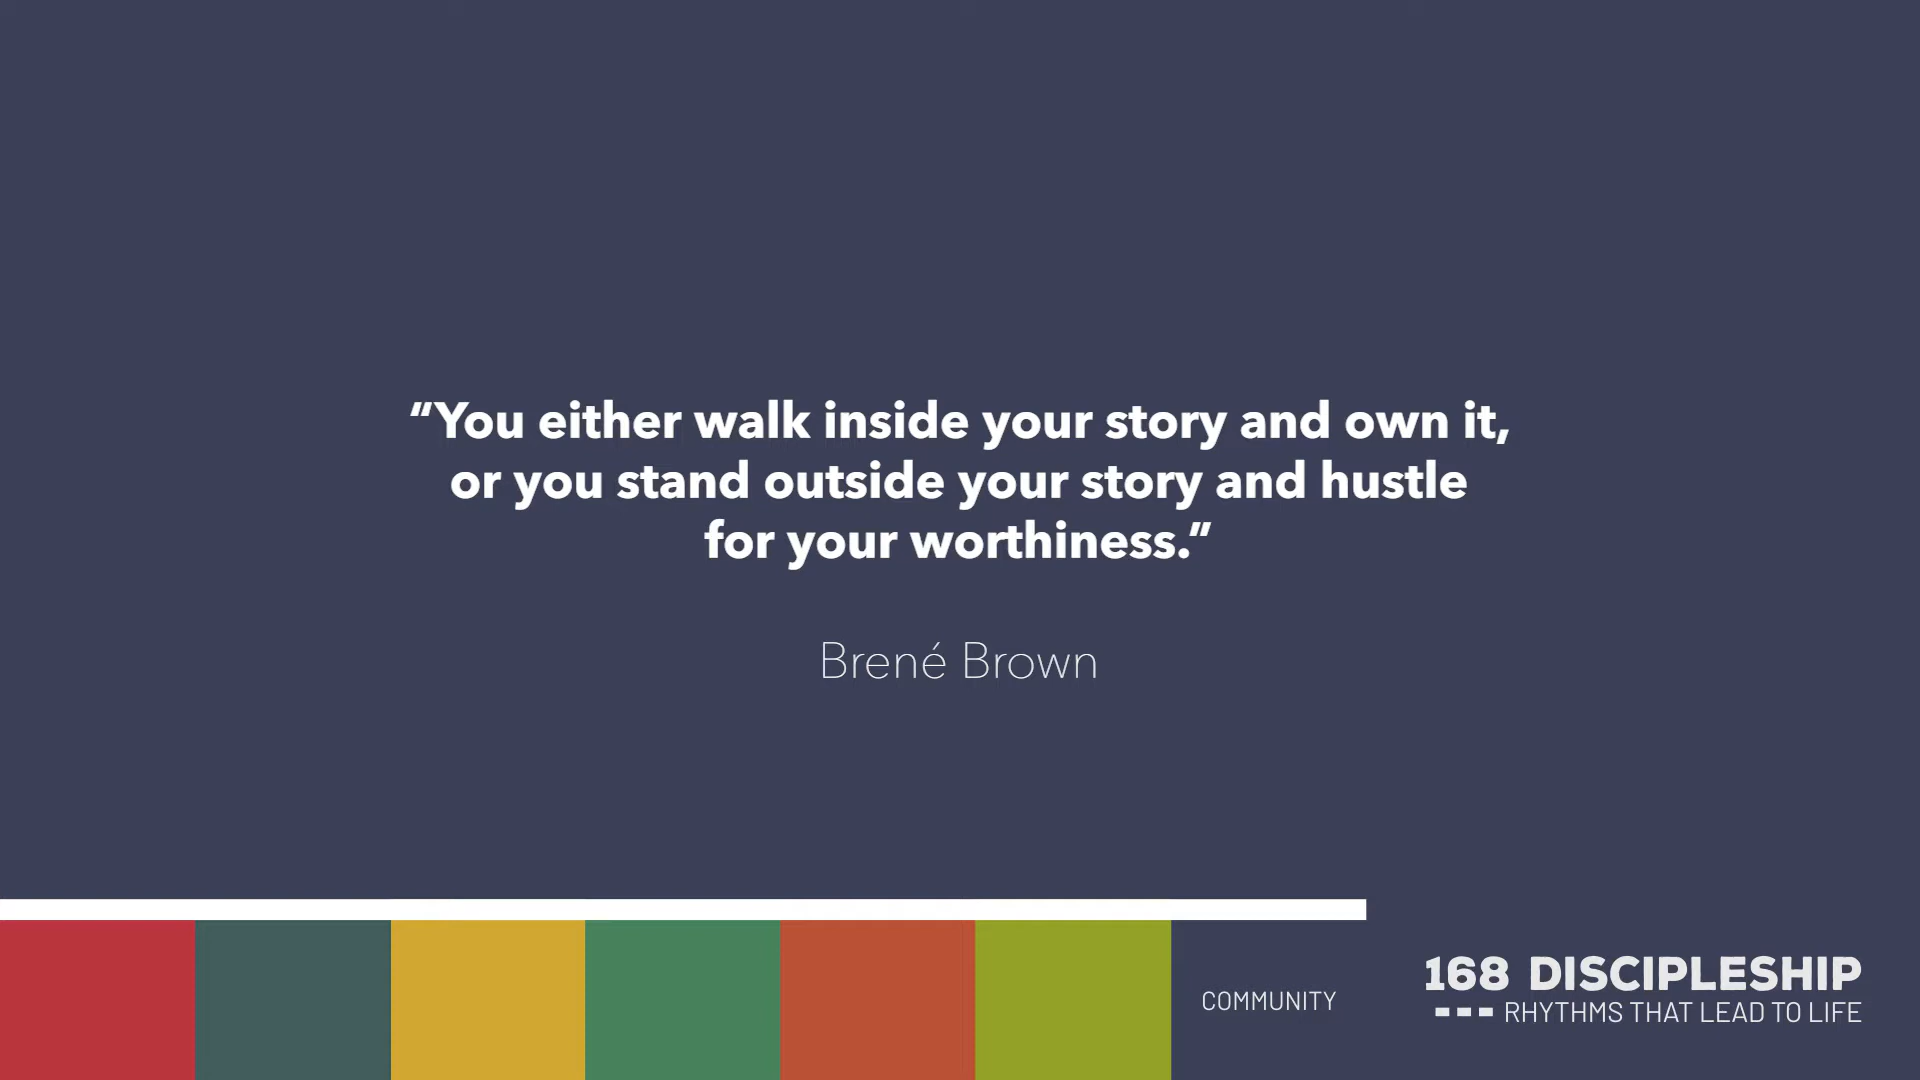 “You either walk inside your story and own it,
or you stand outside your story and hustle
for your worthiness.”
Brené Brown
COMMUNITY
168 DISCIPLESHIP
RHYTHMS THAT LEAD TO LIFE